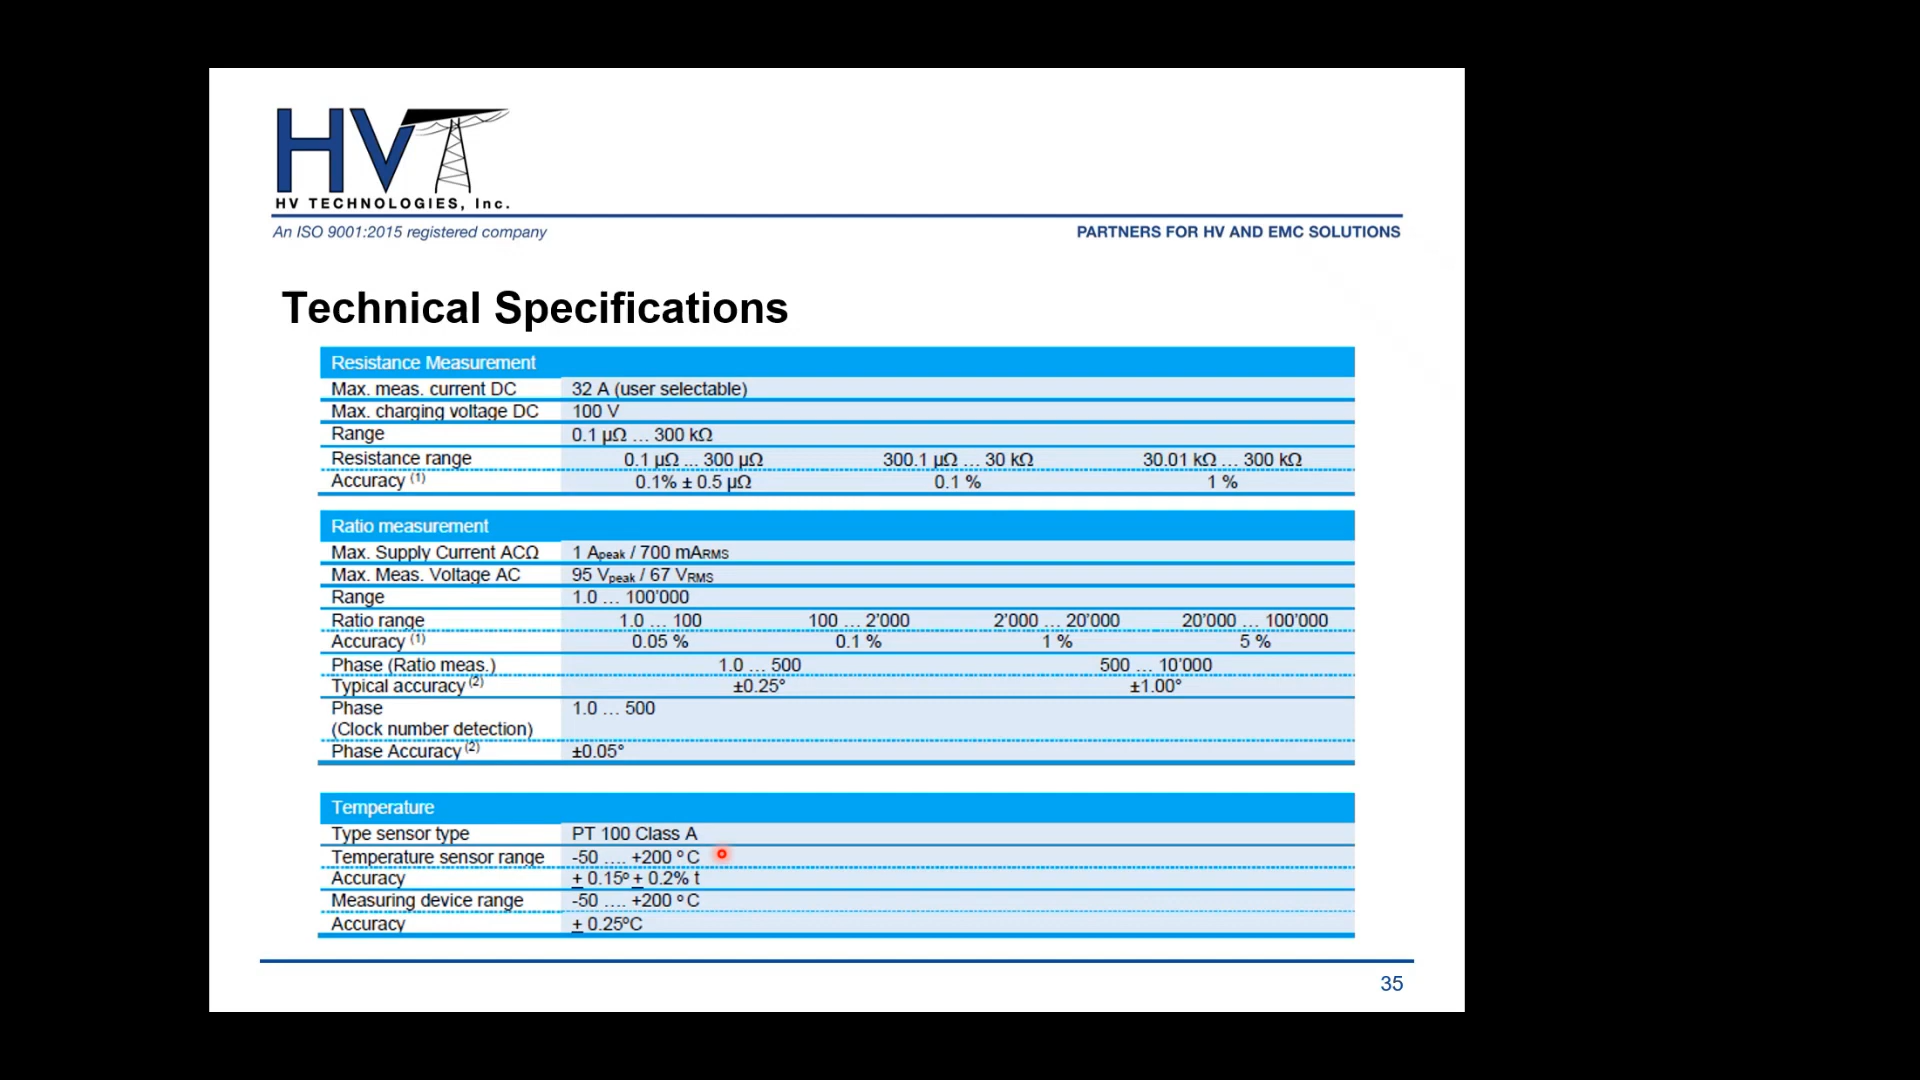 HVT
HV TECHNOLOGIES, Inc.
An ISO 9001:2015 registered company PARTNERS FOR HV AND EMC SOLUTIONS
Technical Specifications
Resistance Measurement
Max. meas. current DC 32 A (user selectable)
Max. charging voltage DC 100 V
Range 0.1 µΩ … 300 kΩ
Resistance range 0.1 µΩ … 300 µΩ 300.1 µΩ … 30 kΩ 30.01 kΩ … 300 kΩ
Accuracy (1) 0.1% ± 0.5 µΩ 0.1 % 1 %
Ratio measurement
Max. Supply Current ACΩ 1 Apeak / 700 mARMS
Max. Meas. Voltage AC 95 Vpeak / 67 VRMS
Range 1.0 … 100’000
Ratio range 1.0 … 100 100 … 2’000 2’000 … 20’000 20’000 … 100’000
Accuracy (1) 0.05 % 0.1 % 1 % 5 %
Phase (Ratio meas.) 1.0 … 500 500 … 10’000
Typical accuracy (2) ±0.25° ±1.00°
Phase 1.0 … 500
(Clock number detection)
Phase Accuracy (2) ±0.05°
Temperature
Type sensor type PT 100 Class A
Temperature sensor range -50 …. +200 º C
Accuracy ± 0.15º ± 0.2% t
Measuring device range -50 …. +200 º C
Accuracy ± 0.25ºC
35